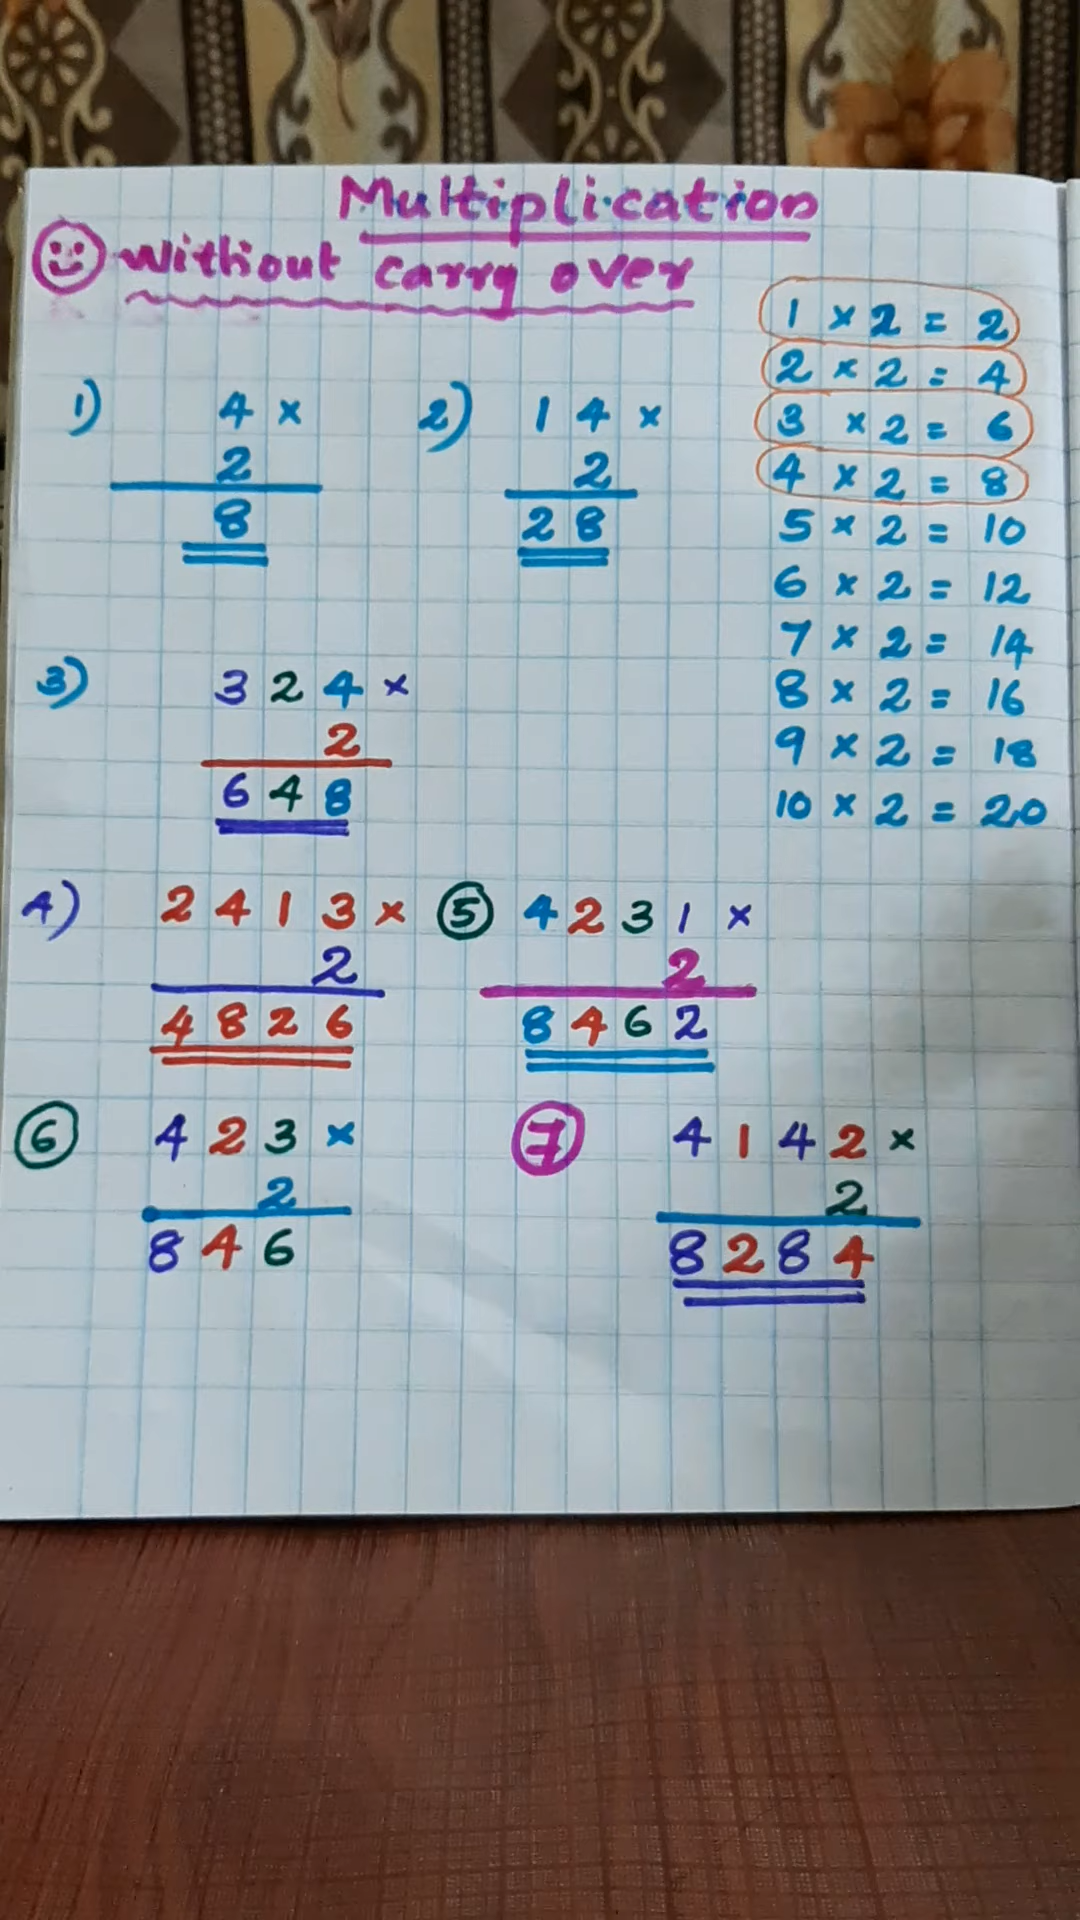 Multiplication
Without carry over
1 × 2 = 2
2 × 2 = 4
3 × 2 = 6
4 × 2 = 8
5 × 2 = 10
6 × 2 = 12
7 × 2 = 14
8 × 2 = 16
9 × 2 = 18
10 × 2 = 20
1) 4 ×
2
8
2) 1 4 ×
2
2 8
3) 3 2 4 ×
2
6 4 8
4) 2 4 1 3 ×
2
4 8 2 6
5 4 2 3 1 ×
2
8 4 6 2
6 4 2 3 ×
2
8 4 6
7 4 1 4 2 ×
2
8 2 8 4